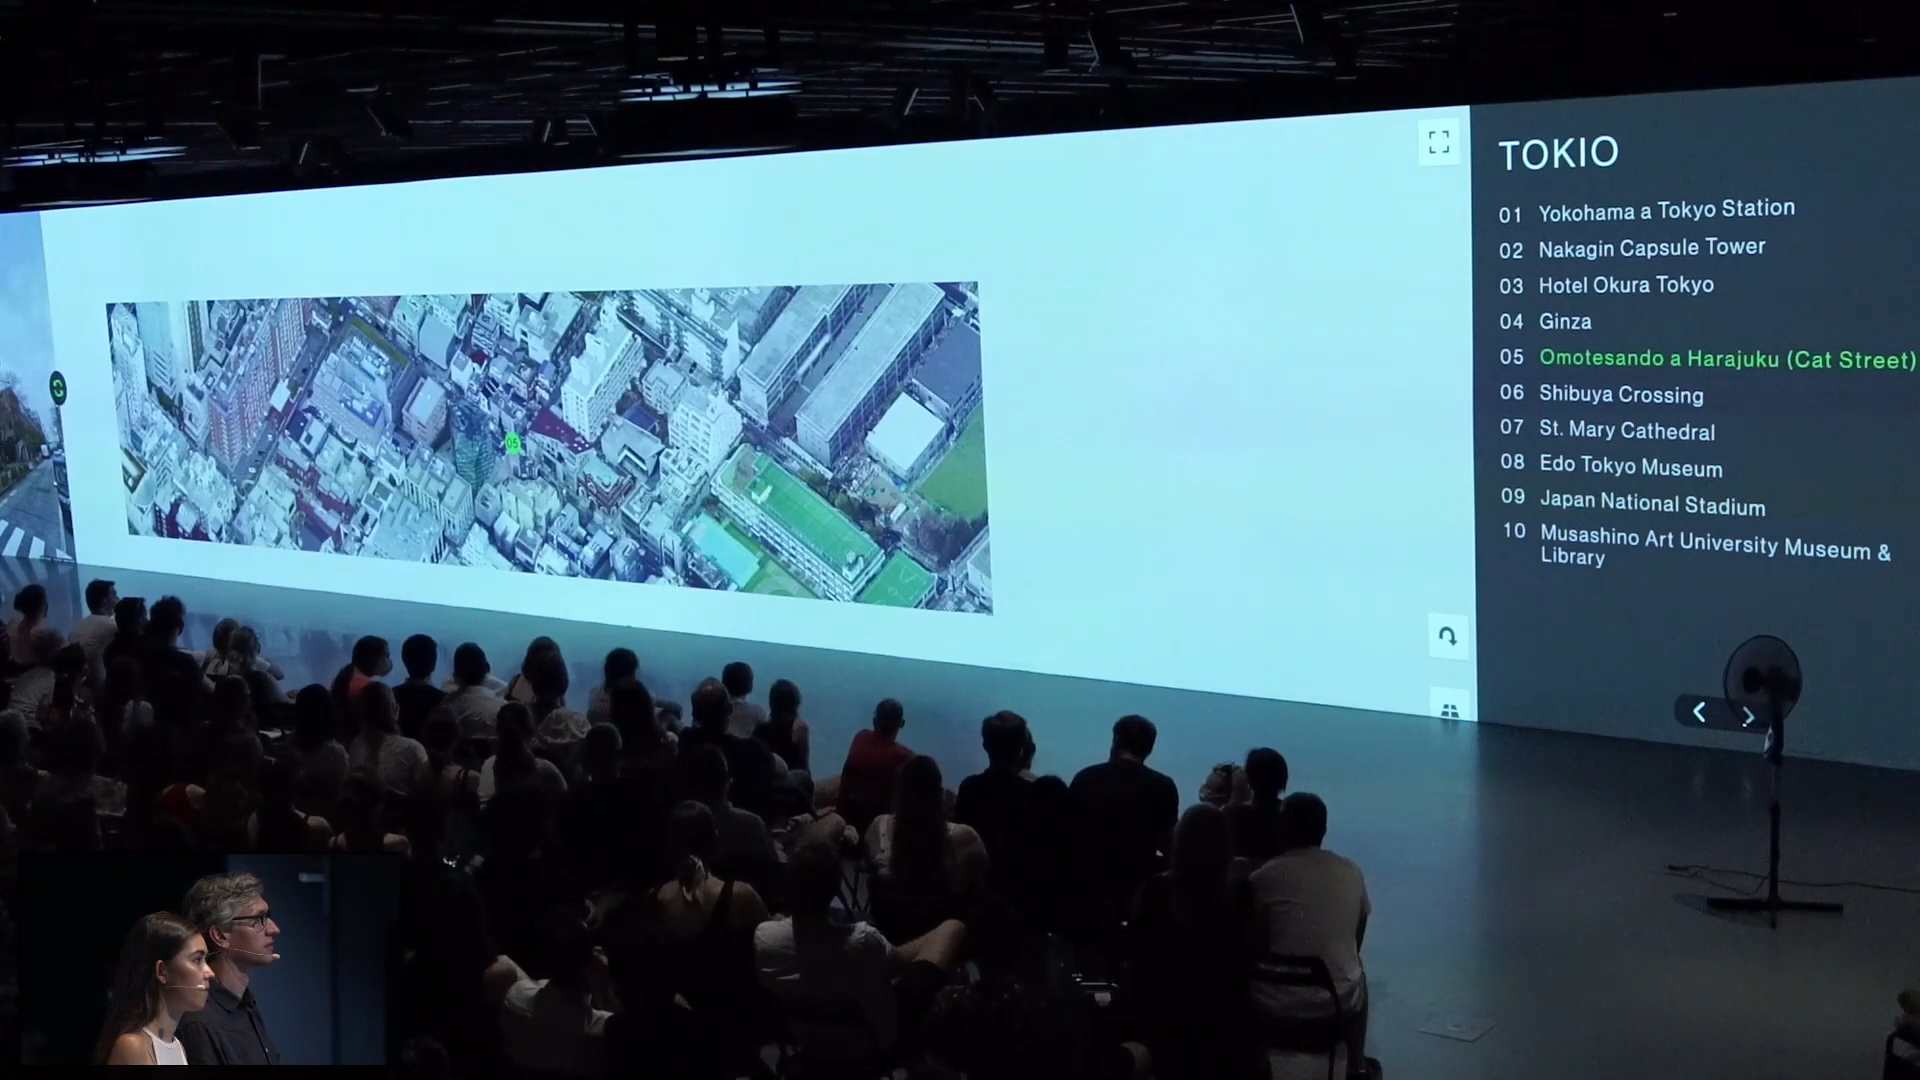 TOKIO
01 Yokohama a Tokyo Station
02 Nakagin Capsule Tower
03 Hotel Okura Tokyo
04 Ginza
05 Omotesando a Harajuku (Cat Street)
06 Shibuya Crossing
07 St. Mary Cathedral
08 Edo Tokyo Museum
09 Japan National Stadium
10 Musashino Art University Museum &
Library
05